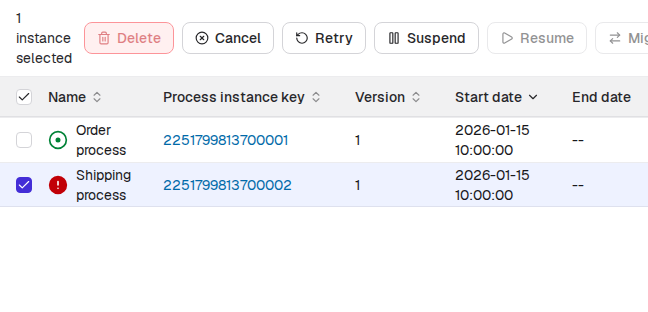 1
instance
selected
Delete
Cancel
Retry
Suspend
Resume
Mig
Name
Process instance key
Version
Start date
End date
Order
process
2251799813700001
1
2026-01-15
10:00:00
--
Shipping
process
2251799813700002
1
2026-01-15
10:00:00
--